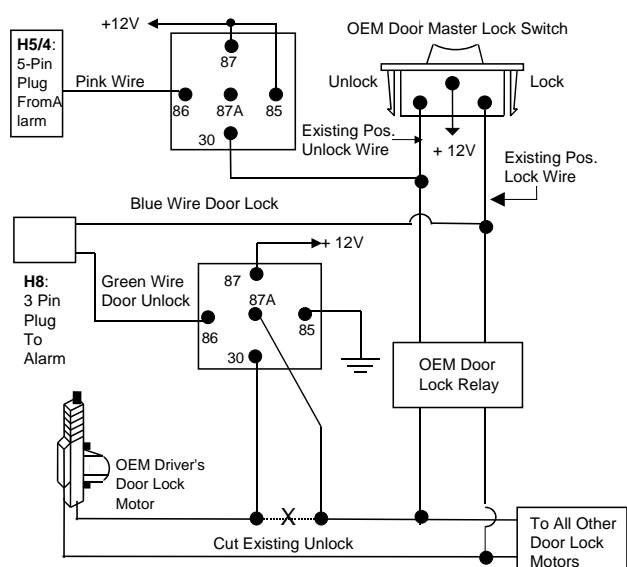 +12V
OEM Door Master Lock Switch
H5/4:
5-Pin
Plug
FromA
larm
Pink Wire
87
86
87A
85
30
Unlock
Lock
+ 12V
Existing Pos.
Unlock Wire
Existing Pos.
Lock Wire
Blue Wire Door Lock
+ 12V
H8:
3 Pin
Plug
To
Alarm
Green Wire
Door Unlock
87
87A
86
85
30
OEM Door
Lock Relay
OEM Driver's
Door Lock
Motor
X
Cut Existing Unlock
To All Other
Door Lock
Motors